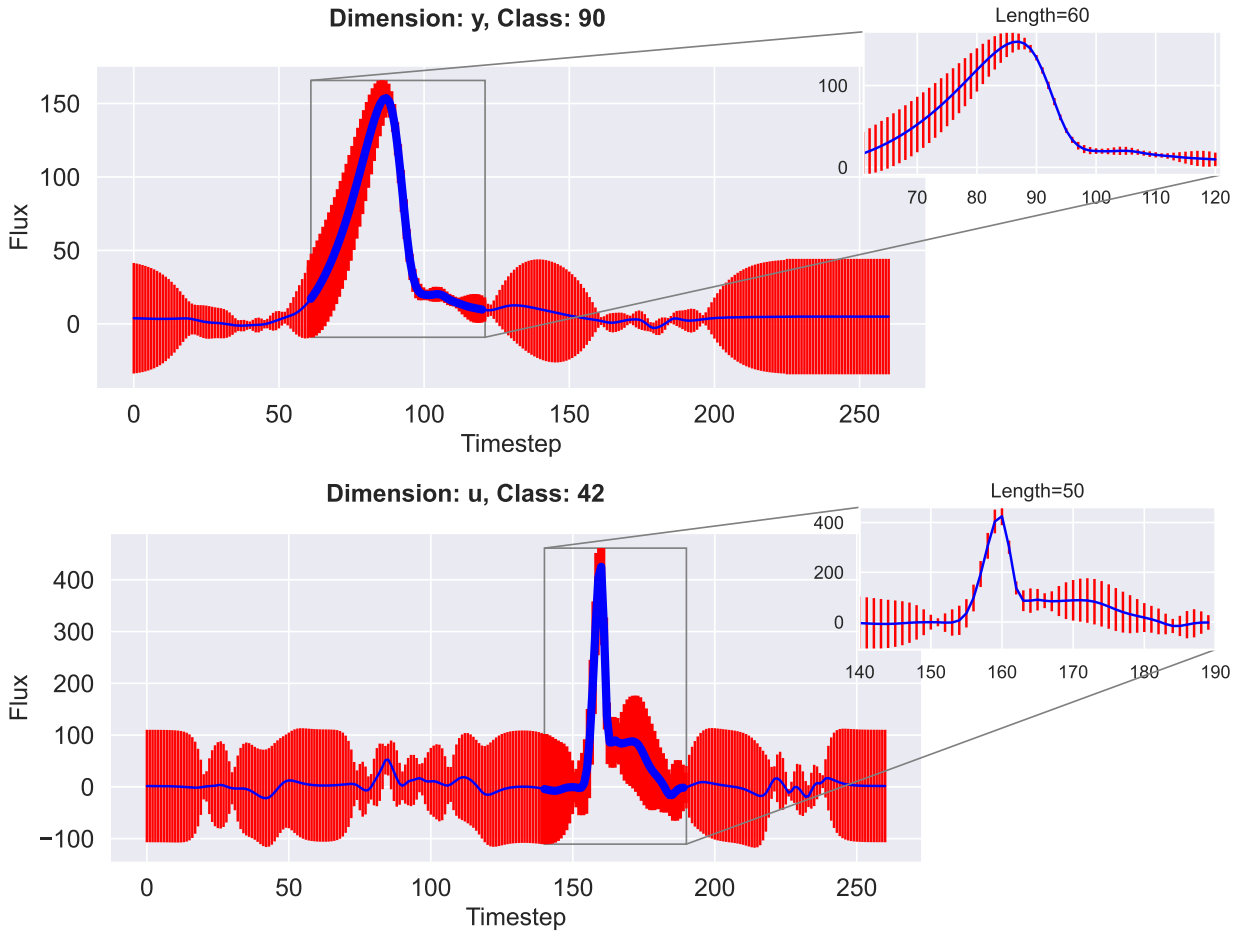 Dimension: y, Class: 90
Length=60
Flux
150
100
50
0
0 50 100 150 200 250
Timestep
100
0
70 80 90 100 110 120
Dimension: u, Class: 42
Length=50
Flux
400
300
200
100
0
−100
0 50 100 150 200 250
Timestep
400
200
0
140 150 160 170 180 190